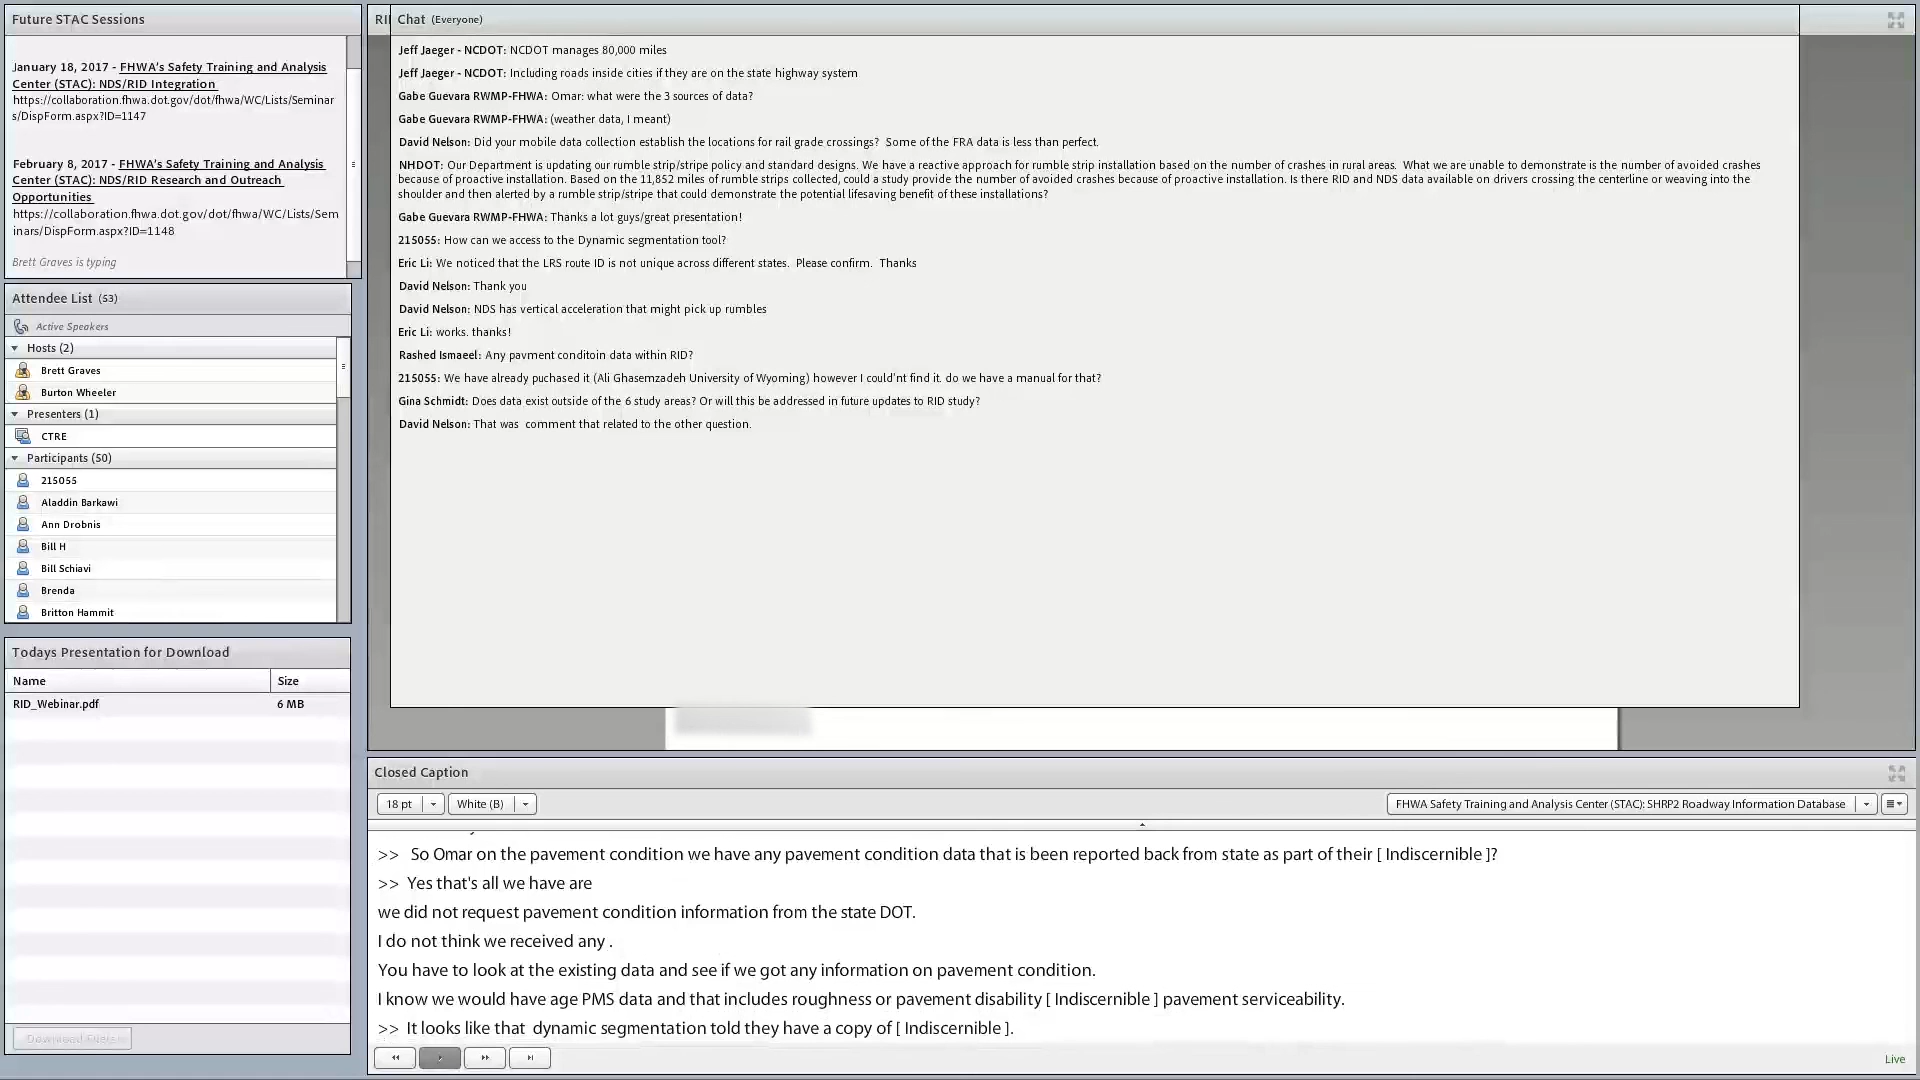 Future STAC Sessions
January 18, 2017 - FHWA's Safety Training and Analysis
Center (STAC): NDS/RID Integration
https://collaboration.fhwa.dot.gov/dot/fhwa/WC/Lists/Seminar
s/DispForm.aspx?ID=1147
February 8, 2017 - FHWA's Safety Training and Analysis
Center (STAC): NDS/RID Research and Outreach
Opportunities
https://collaboration.fhwa.dot.gov/dot/fhwa/WC/Lists/Sem
inars/DispForm.aspx?ID=1148
Brett Graves is typing
Attendee List (53)
Active Speakers
Hosts (2)
Brett Graves
Burton Wheeler
Presenters (1)
CTRE
Participants (50)
215055
Aladdin Barkawi
Ann Drobnis
Bill H
Bill Schiavi
Brenda
Britton Hammit
Todays Presentation for Download
Name Size
RID_Webinar.pdf 6 MB
Download File(s)
Chat (Everyone)
Jeff Jaeger - NCDOT: NCDOT manages 80,000 miles
Jeff Jaeger - NCDOT: Including roads inside cities if they are on the state highway system
Gabe Guevara RWMP-FHWA: Omar: what were the 3 sources of data?
Gabe Guevara RWMP-FHWA: (weather data, I meant)
David Nelson: Did your mobile data collection establish the locations for rail grade crossings? Some of the FRA data is less than perfect.
NHDOT: Our Department is updating our rumble strip/stripe policy and standard designs. We have a reactive approach for rumble strip installation based on the number of crashes in rural areas. What we are unable to demonstrate is the number of avoided crashes
because of proactive installation. Based on the 11,852 miles of rumble strips collected, could a study provide the number of avoided crashes because of proactive installation. Is there RID and NDS data available on drivers crossing the centerline or weaving into the
shoulder and then alerted by a rumble strip/stripe that could demonstrate the potential lifesaving benefit of these installations?
Gabe Guevara RWMP-FHWA: Thanks a lot guys/great presentation!
215055: How can we access to the Dynamic segmentation tool?
Eric Li: We noticed that the LRS route ID is not unique across different states. Please confirm. Thanks
David Nelson: Thank you
David Nelson: NDS has vertical acceleration that might pick up rumbles
Eric Li: works. thanks!
Rashed Ismaeel: Any pavment conditoin data within RID?
215055: We have already puchased it (Ali Ghasemzadeh University of Wyoming) however I could'nt find it. do we have a manual for that?
Gina Schmidt: Does data exist outside of the 6 study areas? Or will this be addressed in future updates to RID study?
David Nelson: That was comment that related to the other question.
Closed Caption
18 pt White (B) FHWA Safety Training and Analysis Center (STAC): SHRP2 Roadway Information Database
>> So Omar on the pavement condition we have any pavement condition data that is been reported back from state as part of their [ Indiscernible ]?
>> Yes that's all we have are
we did not request pavement condition information from the state DOT.
I do not think we received any .
You have to look at the existing data and see if we got any information on pavement condition.
I know we would have age PMS data and that includes roughness or pavement disability [ Indiscernible ] pavement serviceability.
>> It looks like that dynamic segmentation told they have a copy of [ Indiscernible ].
Live